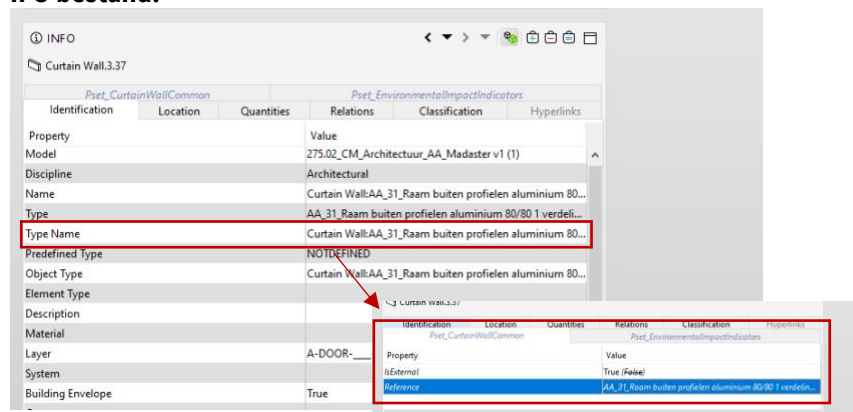 INFO
Curtain Wall.3.37
Pset_CurtainWallCommon Pset_EnvironmentalImpactIndicators
Identification Location Quantities Relations Classification Hyperlinks
Property Value
Model 275.02_CM_Architectuur_AA_Madaster v1 (1)
Discipline Architectural
Name Curtain Wall:AA_31_Raam buiten profielen aluminium 80...
Type AA_31_Raam buiten profielen aluminium 80/80 1 verdeli...
Type Name Curtain Wall:AA_31_Raam buiten profielen aluminium 80...
Predefined Type NOTDEFINED
Object Type Curtain Wall:AA_31_Raam buiten profielen aluminium 80...
Element Type
Description
Material
Layer A-DOOR-___
System
Building Envelope True
Curtain Wall.3.37
Identification Location Quantities Relations Classification Hyperlinks
Pset_CurtainWallCommon Pset_EnvironmentalImpactIndicators
Property Value
IsExternal True (False)
Reference AA_31_Raam buiten profielen aluminium 80/80 1 verdelin...